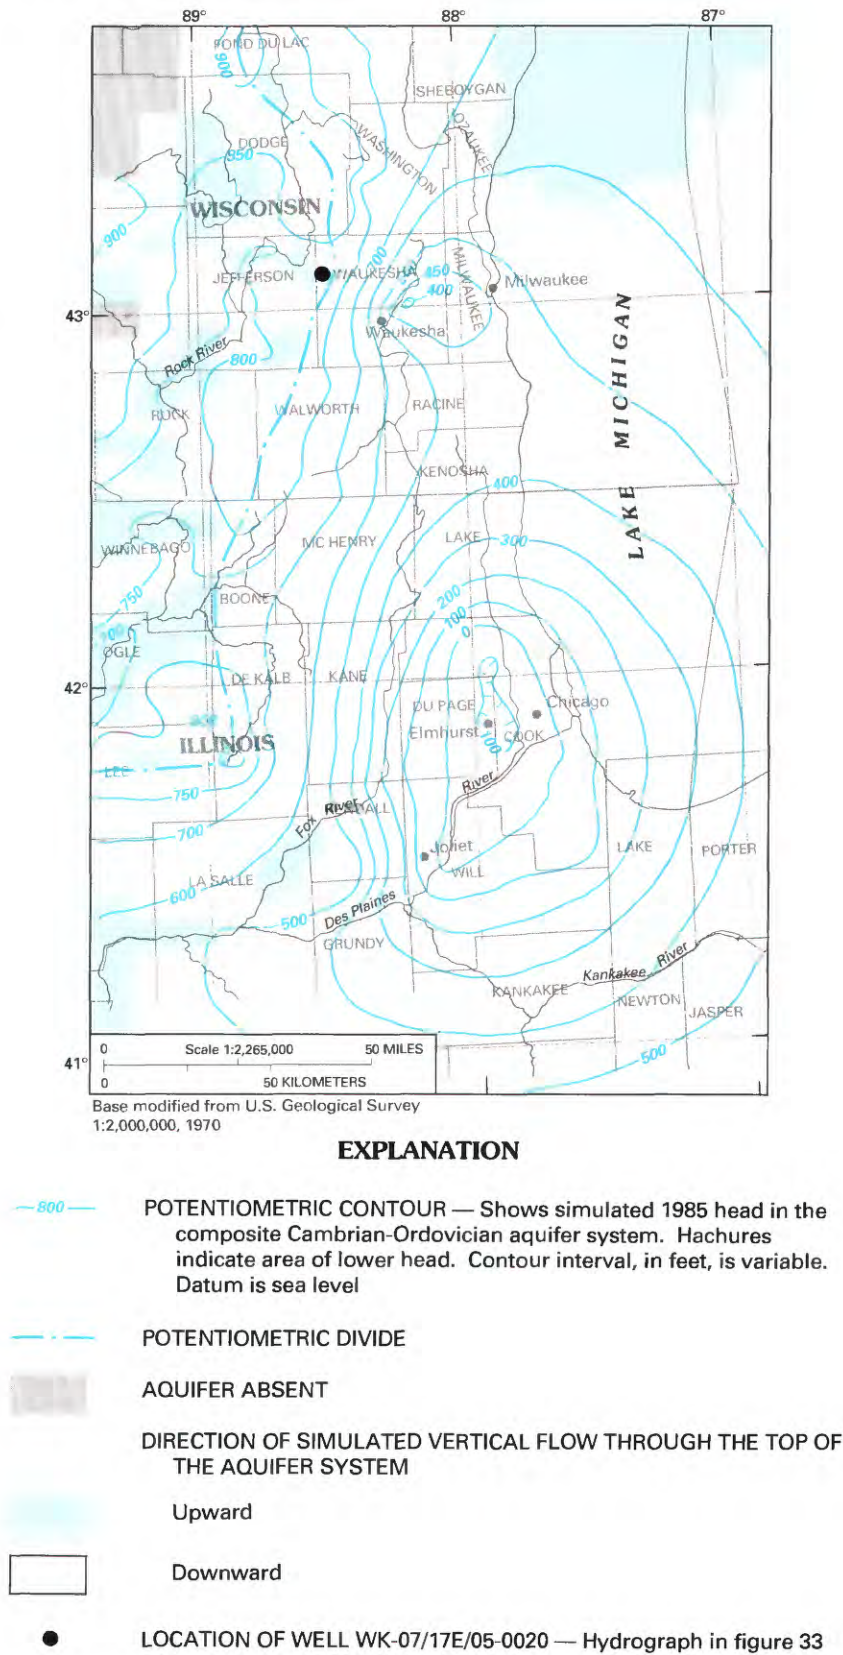 89°
88°
87°
FOND DU LAC
900
SHEBOYGAN
OZAUKEE
DODGE
WASHINGTON
850
WISCONSIN
900
700
JEFFERSON
WAUKESHA
450
400
MILWAUKEE
Milwaukee
43°
Waukesha
Rock River
800
LAKE MICHIGAN
ROCK
WALWORTH
RACINE
KENOSHA
400
WINNEBAGO
MC HENRY
LAKE
300
750
BOONE
200
100
0
700
OGLE
42°
DE KALB
KANE
DU PAGE
Chicago
Elmhurst
COOK
100
ILLINOIS
LEE
750
River
Fox River
KENDALL
700
Joliet
LAKE
PORTER
WILL
LA SALLE
600
500
Des Plaines
GRUNDY
Kankakee River
KANKAKEE
NEWTON
JASPER
500
41°
0 Scale 1:2,265,000 50 MILES
0 50 KILOMETERS
Base modified from U.S. Geological Survey
1:2,000,000, 1970
EXPLANATION
800
POTENTIOMETRIC CONTOUR — Shows simulated 1985 head in the
composite Cambrian-Ordovician aquifer system. Hachures
indicate area of lower head. Contour interval, in feet, is variable.
Datum is sea level
POTENTIOMETRIC DIVIDE
AQUIFER ABSENT
DIRECTION OF SIMULATED VERTICAL FLOW THROUGH THE TOP OF
THE AQUIFER SYSTEM
Upward
Downward
LOCATION OF WELL WK-07/17E/05-0020 — Hydrograph in figure 33